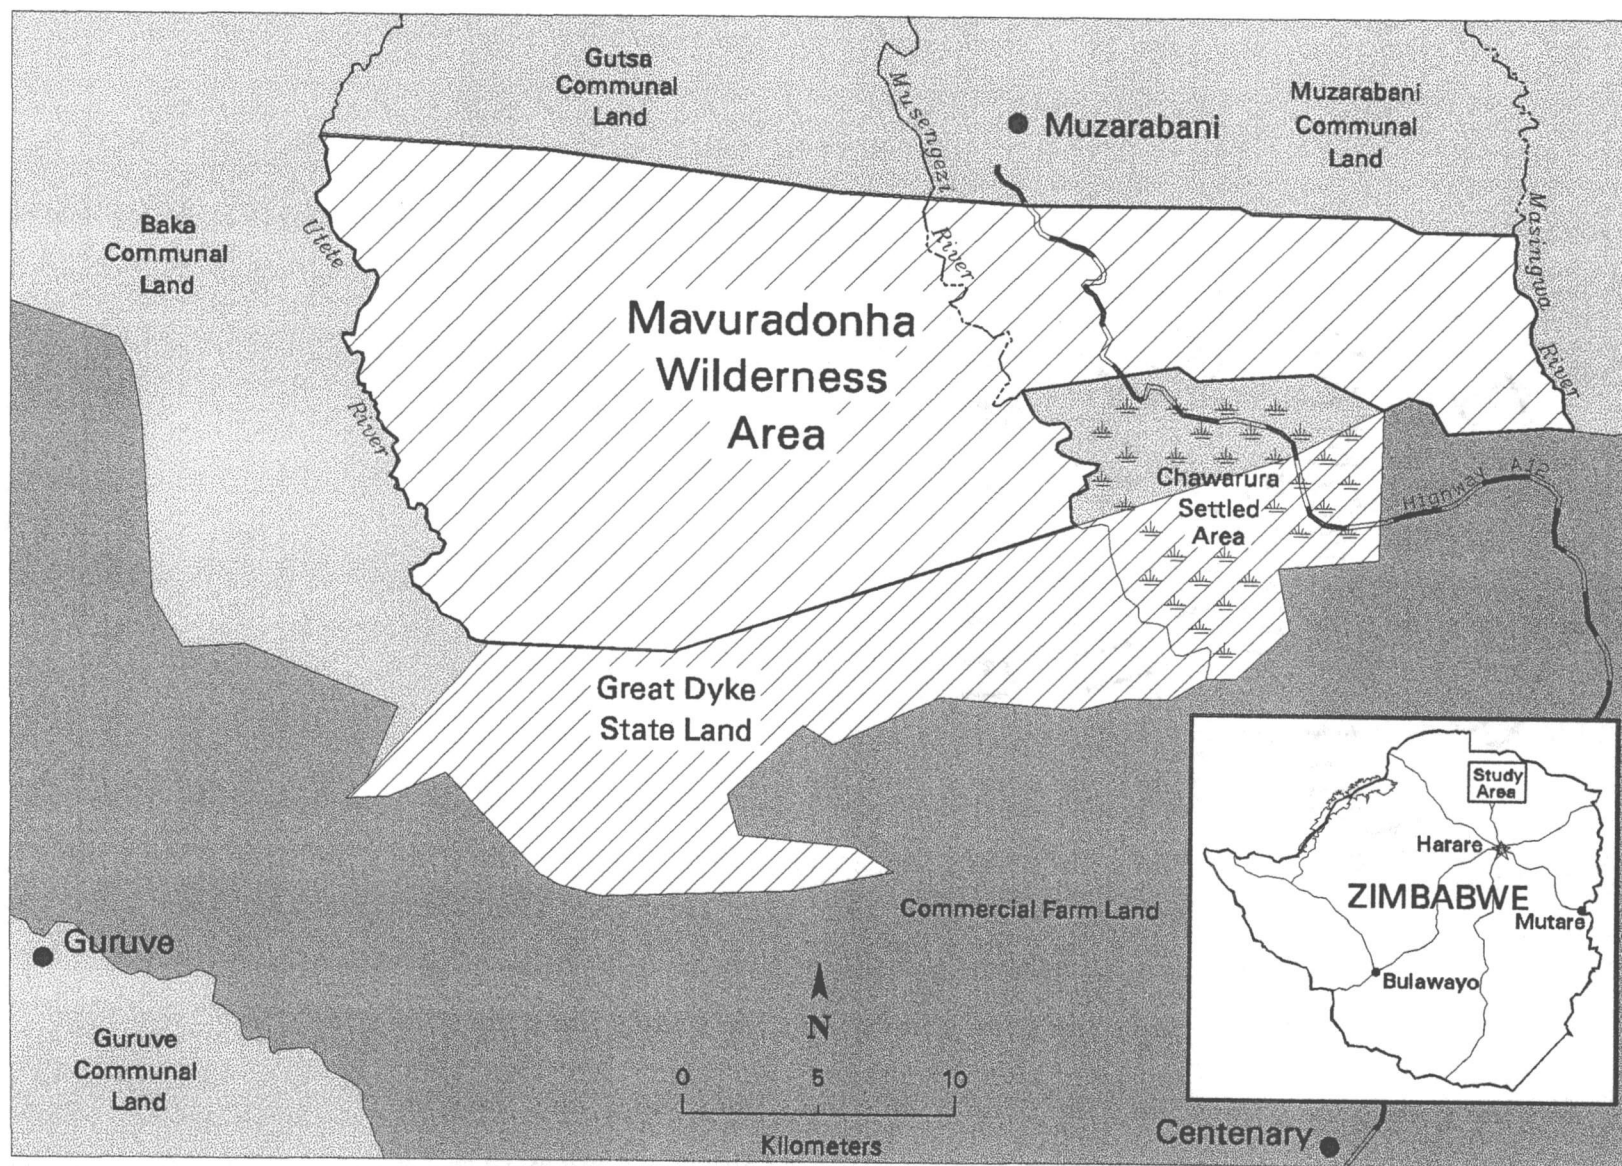 Gutsa
Communal
Land
Musengezi
River
Muzarabani
Muzarabani
Communal
Land
Masingwa
River
Baka
Communal
Land
Utete
River
Mavuradonha
Wilderness
Area
Chawarura
Settled
Area
Highway A12
Great Dyke
State Land
Study
Area
Harare
ZIMBABWE
Mutare
Bulawayo
Commercial Farm Land
Guruve
Guruve
Communal
Land
N
0 5 10
Kilometers
Centenary